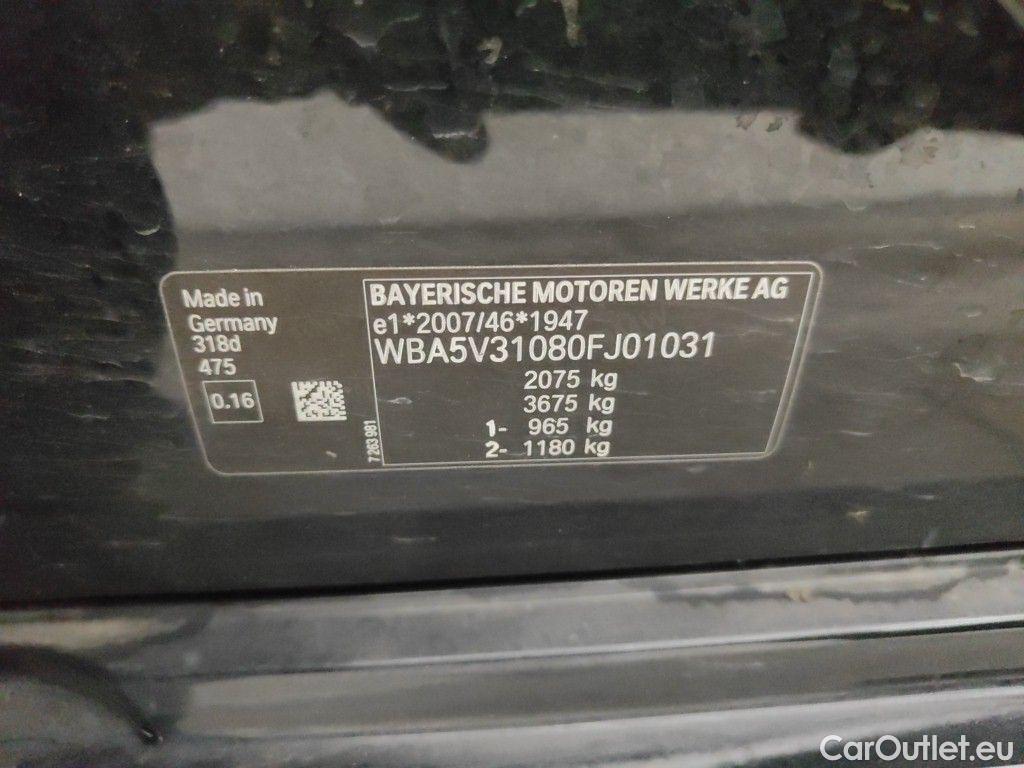 Made in
Germany
318d
475
0.16
7 263 981
BAYERISCHE MOTOREN WERKE AG
e1*2007/46*1947
WBA5V31080FJ01031
2075 kg
3675 kg
1- 965 kg
2- 1180 kg
CarOutlet.eu